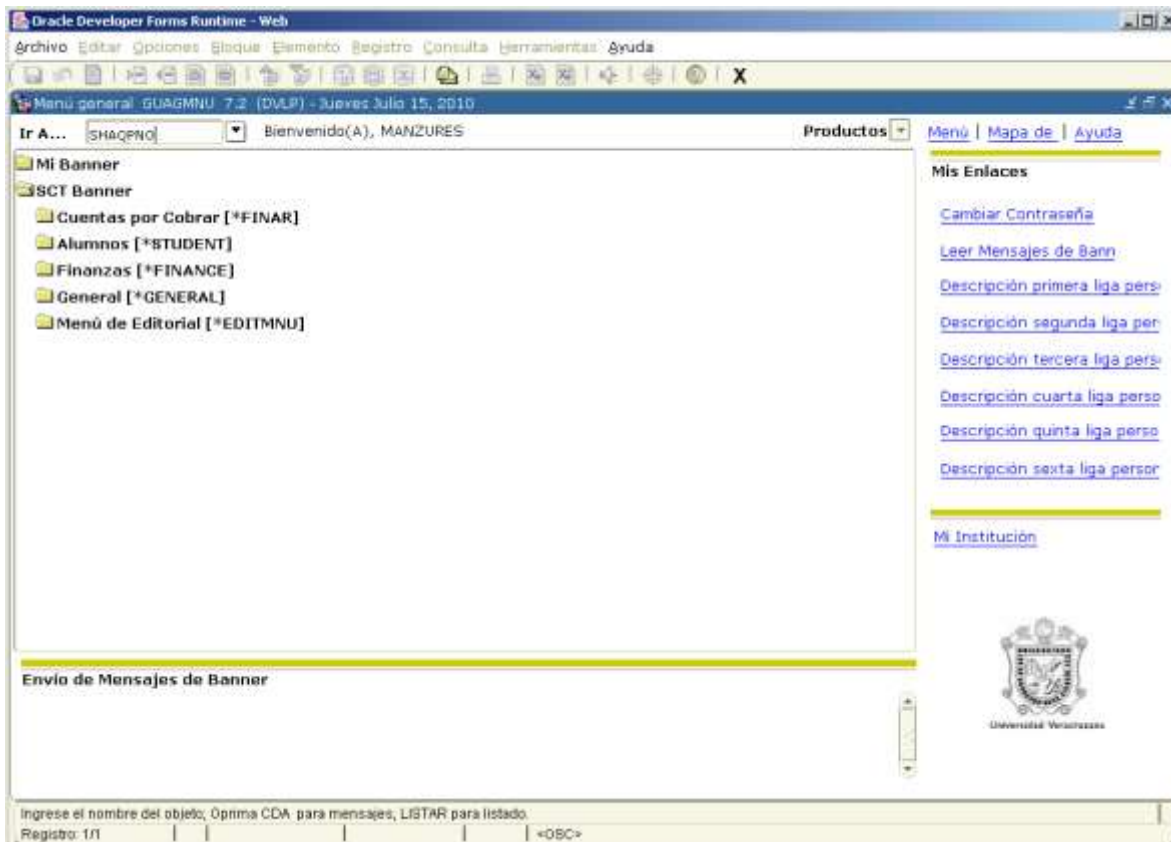 Oracle Developer Forms Runtime - Web
Archivo Editar Opciones Bloque Elemento Registro Consulta Herramientas Ayuda
Menú general GUAGMNU 7.2 (DVLP) - Jueves Julio 15, 2010
Ir A... SHAQPNO Bienvenido(A), MANZURES Productos Menú | Mapa de | Ayuda
Mi Banner
SCT Banner
Cuentas por Cobrar [*FINAR]
Alumnos [*STUDENT]
Finanzas [*FINANCE]
General [*GENERAL]
Menú de Editorial [*EDITMNU]
Mis Enlaces
Cambiar Contraseña
Leer Mensajes de Bann
Descripción primera liga pers
Descripción segunda liga per
Descripción tercera liga pers
Descripción cuarta liga perso
Descripción quinta liga perso
Descripción sexta liga person
Mi Institución
Universidad Veracruzana
Envío de Mensajes de Banner
Ingrese el nombre del objeto; Oprima CDA para mensajes, LISTAR para listado.
Registro: 1/1 <OSC>